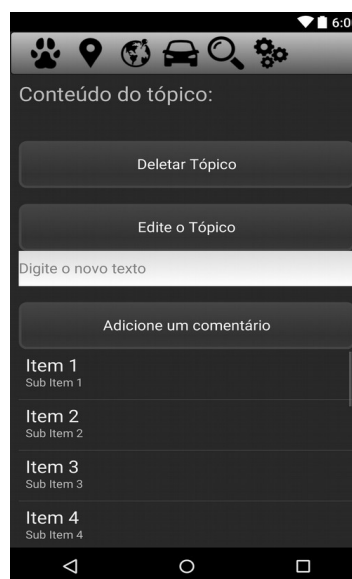 6:0
Conteúdo do tópico:
Deletar Tópico
Edite o Tópico
Digite o novo texto
Adicione um comentário
Item 1
Sub Item 1
Item 2
Sub Item 2
Item 3
Sub Item 3
Item 4
Sub Item 4